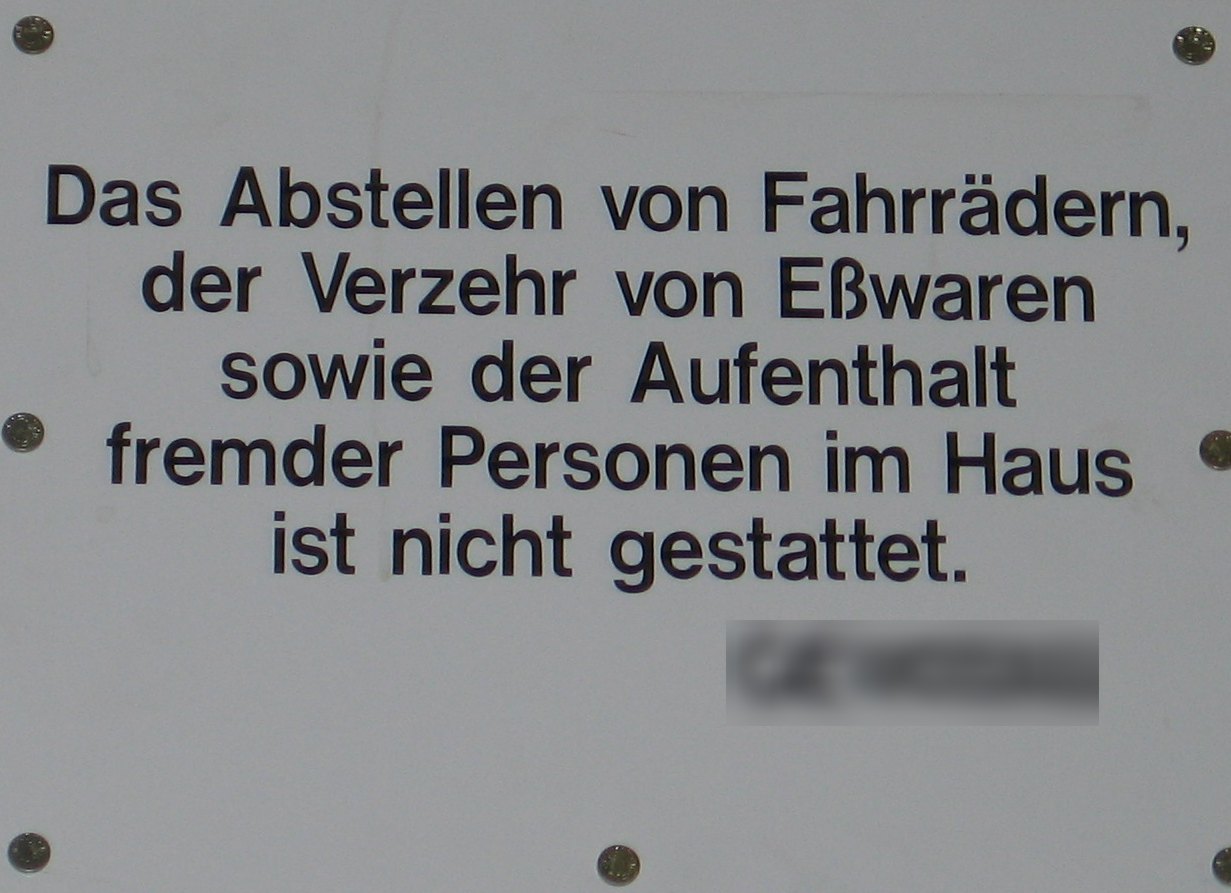 Das Abstellen von Fahrrädern,
der Verzehr von Eßwaren
sowie der Aufenthalt
fremder Personen im Haus
ist nicht gestattet.